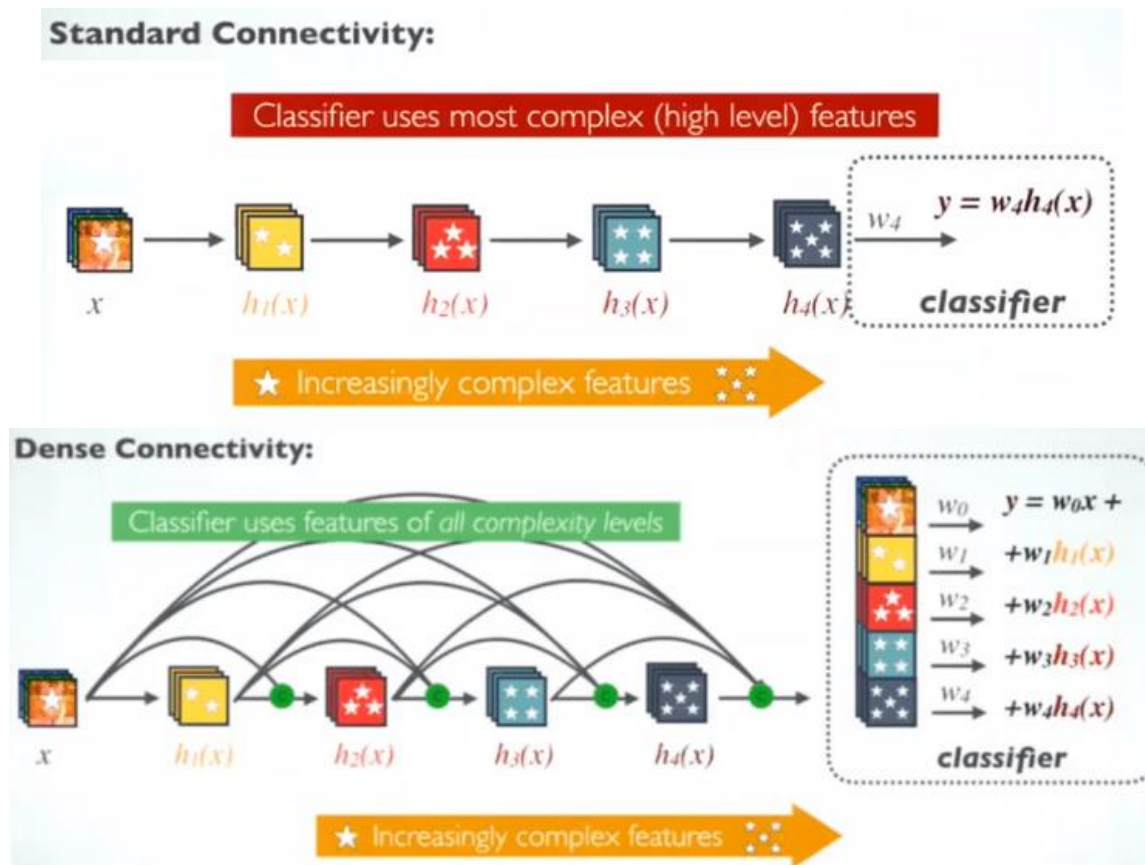 Standard Connectivity:
Classifier uses most complex (high level) features
w4
y = w4h4(x)
x
h1(x)
h2(x)
h3(x)
h4(x)
classifier
Increasingly complex features
Dense Connectivity:
Classifier uses features of all complexity levels
w0
y = w0x +
w1
+w1h1(x)
w2
+w2h2(x)
w3
+w3h3(x)
w4
+w4h4(x)
C C C C
x
h1(x)
h2(x)
h3(x)
h4(x)
classifier
Increasingly complex features